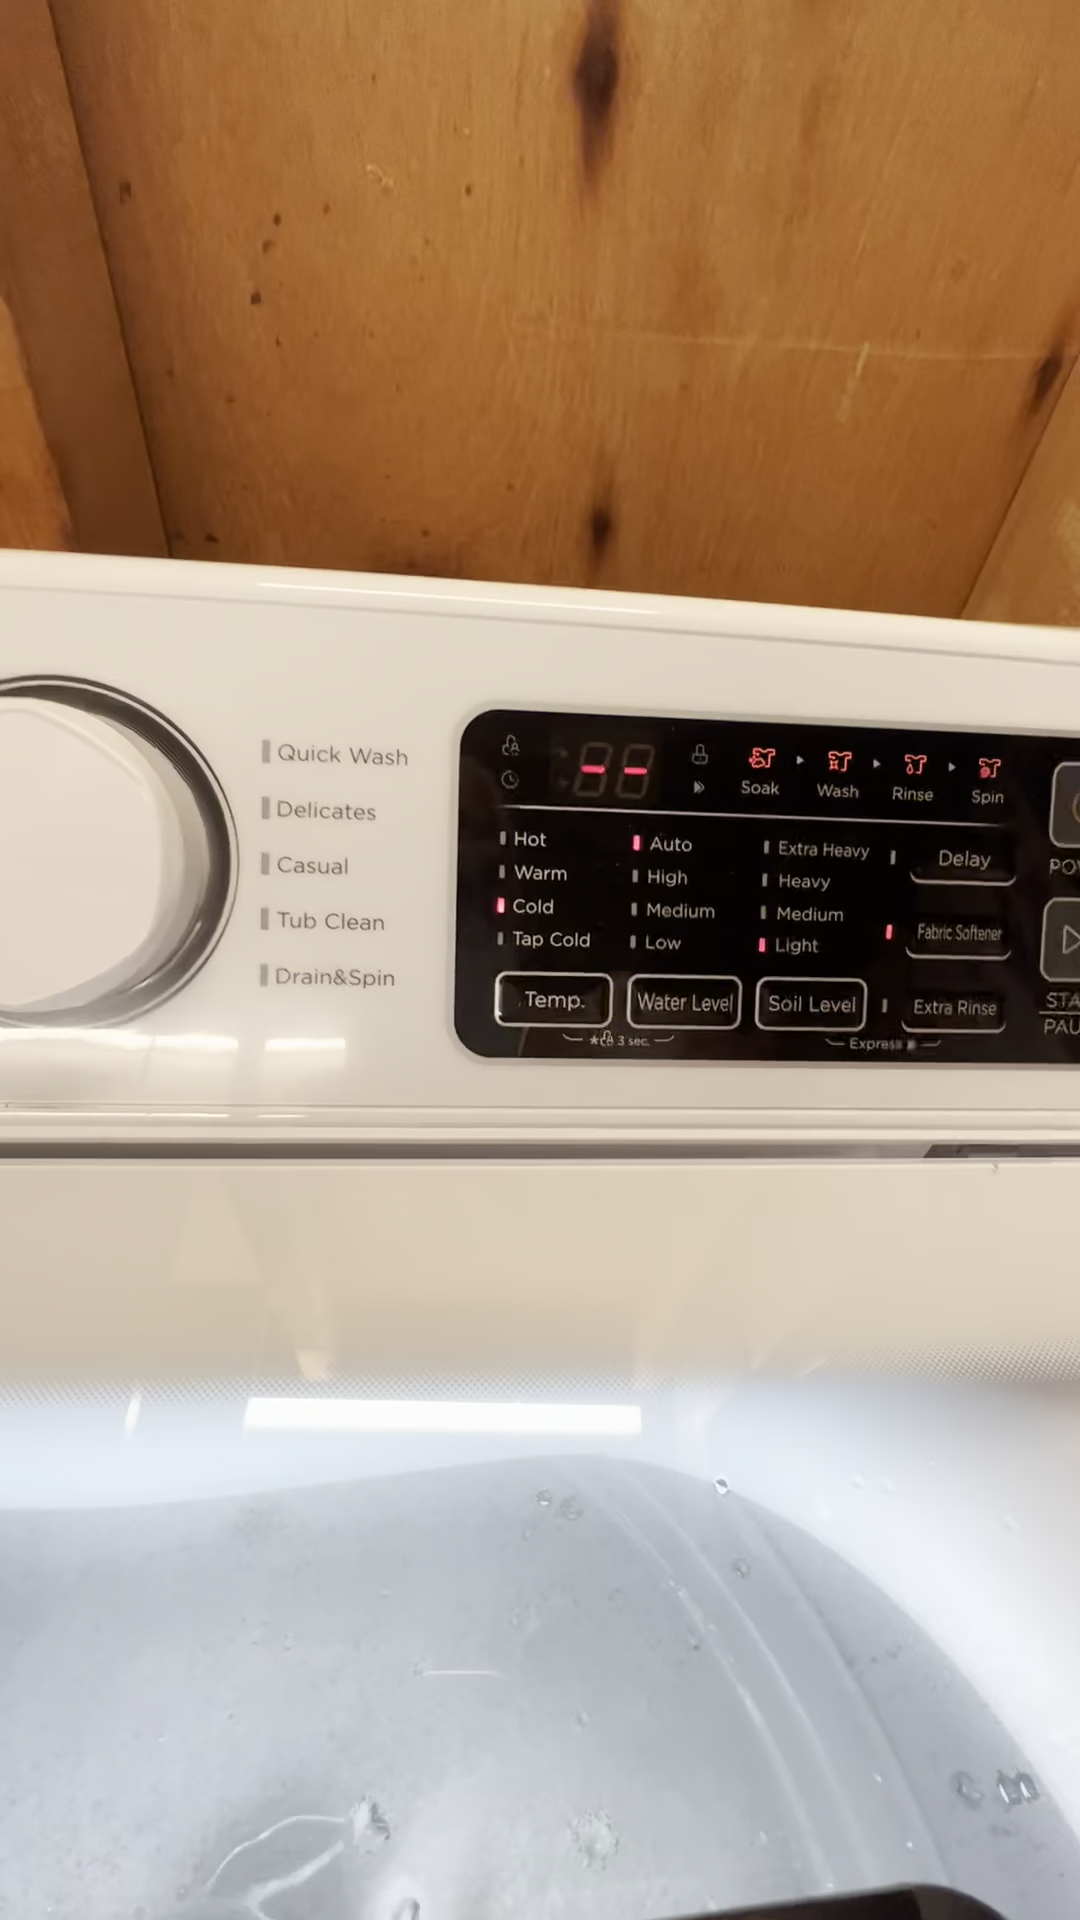 Quick Wash
Delicates
Casual
Tub Clean
Drain&Spin
--
Soak Wash Rinse Spin
Hot
Warm
Cold
Tap Cold
Temp.
Auto
High
Medium
Low
Water Level
Extra Heavy
Heavy
Medium
Light
Soil Level
Delay
Fabric Softener
Extra Rinse
3 sec.
Express